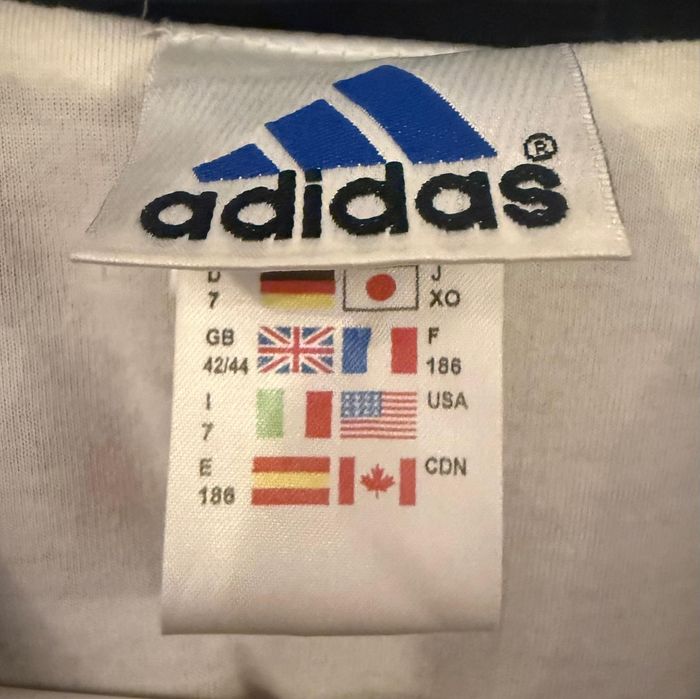 adidas®
D J
7 XO
GB F
42/44 186
I USA
7
E CDN
186